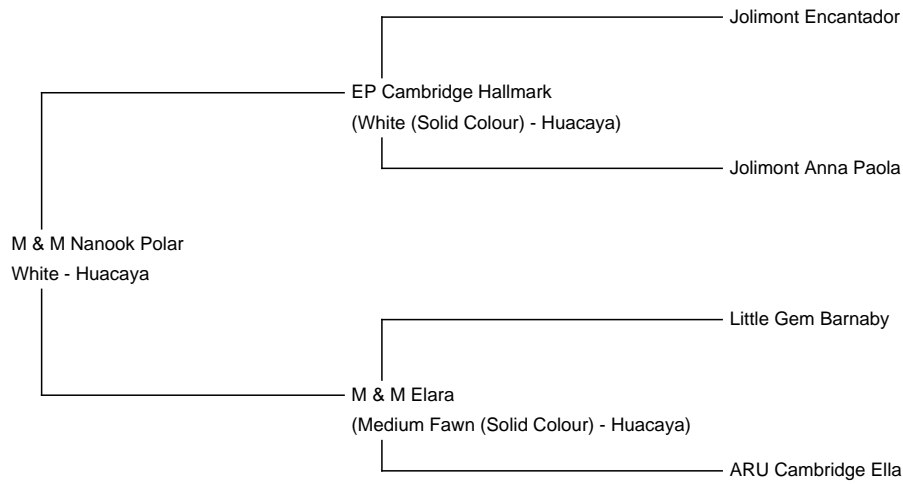 Jolimont Encantador
EP Cambridge Hallmark
(White (Solid Colour) - Huacaya)
Jolimont Anna Paola
M & M Nanook Polar
White - Huacaya
Little Gem Barnaby
M & M Elara
(Medium Fawn (Solid Colour) - Huacaya)
ARU Cambridge Ella